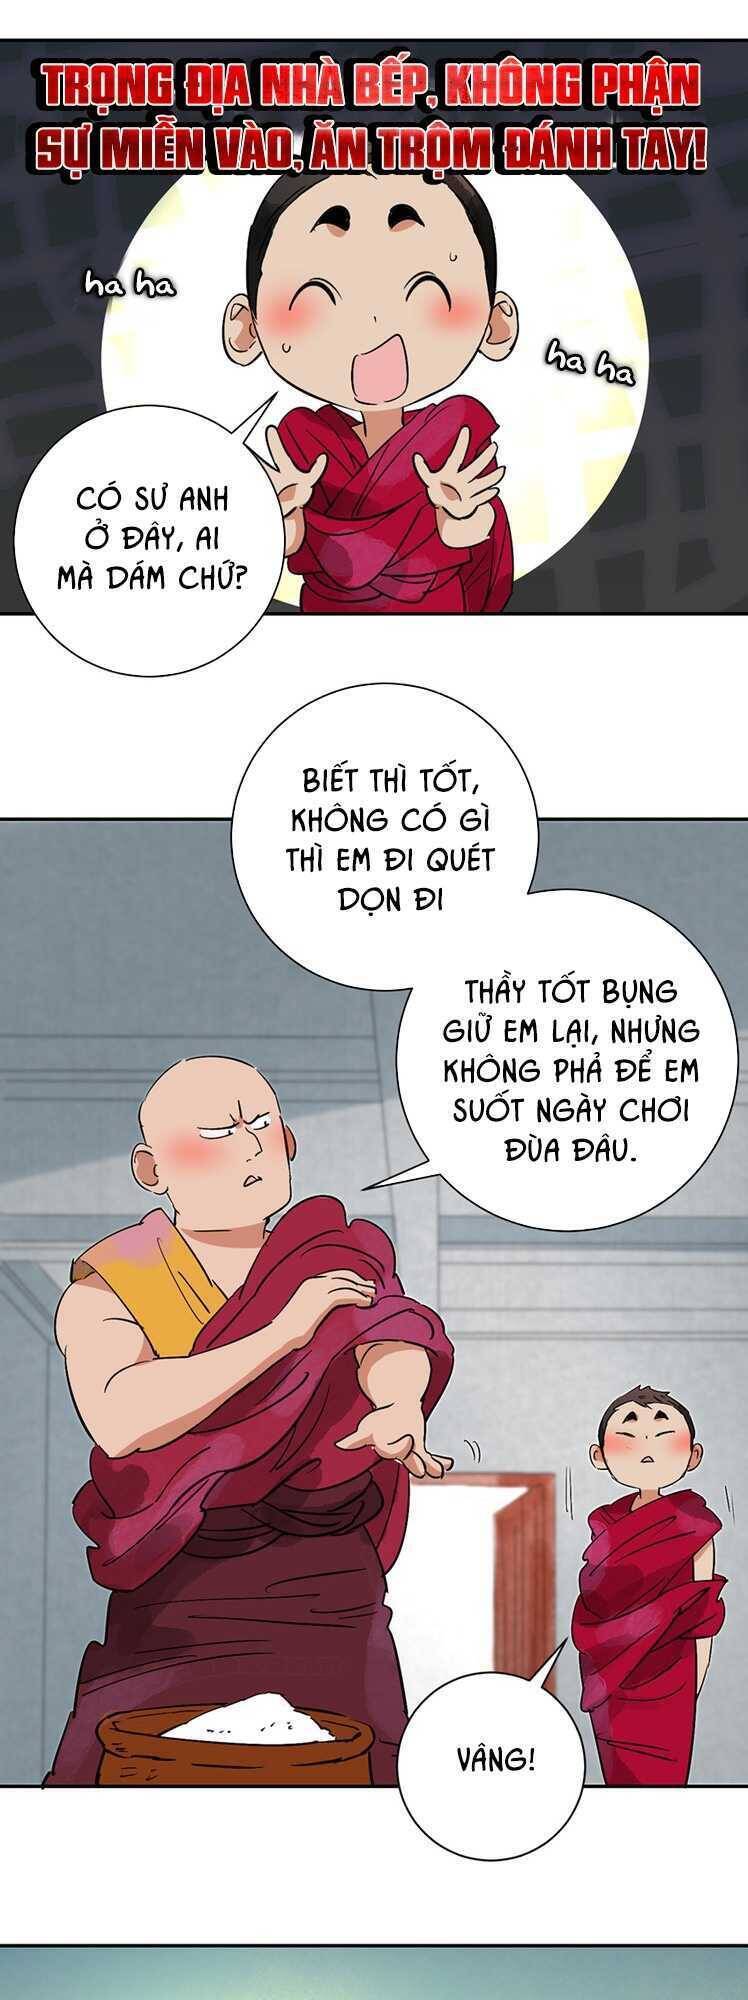 TRỌNG ĐỊA NHÀ BẾP, KHÔNG PHẬN
SỰ MIỄN VÀO, ĂN TRỘM ĐÁNH TAY!
ha ha
ha ha
CÓ SƯ ANH
Ở ĐÂY, AI
MÀ DÁM CHỨ?
BIẾT THÌ TỐT,
KHÔNG CÓ GÌ
THÌ EM ĐI QUÉT
DỌN ĐI
THẦY TỐT BỤNG
GIỮ EM LẠI, NHƯNG
KHÔNG PHẢ ĐỂ EM
SUỐT NGÀY CHƠI
ĐÙA ĐÂU.
VÂNG!